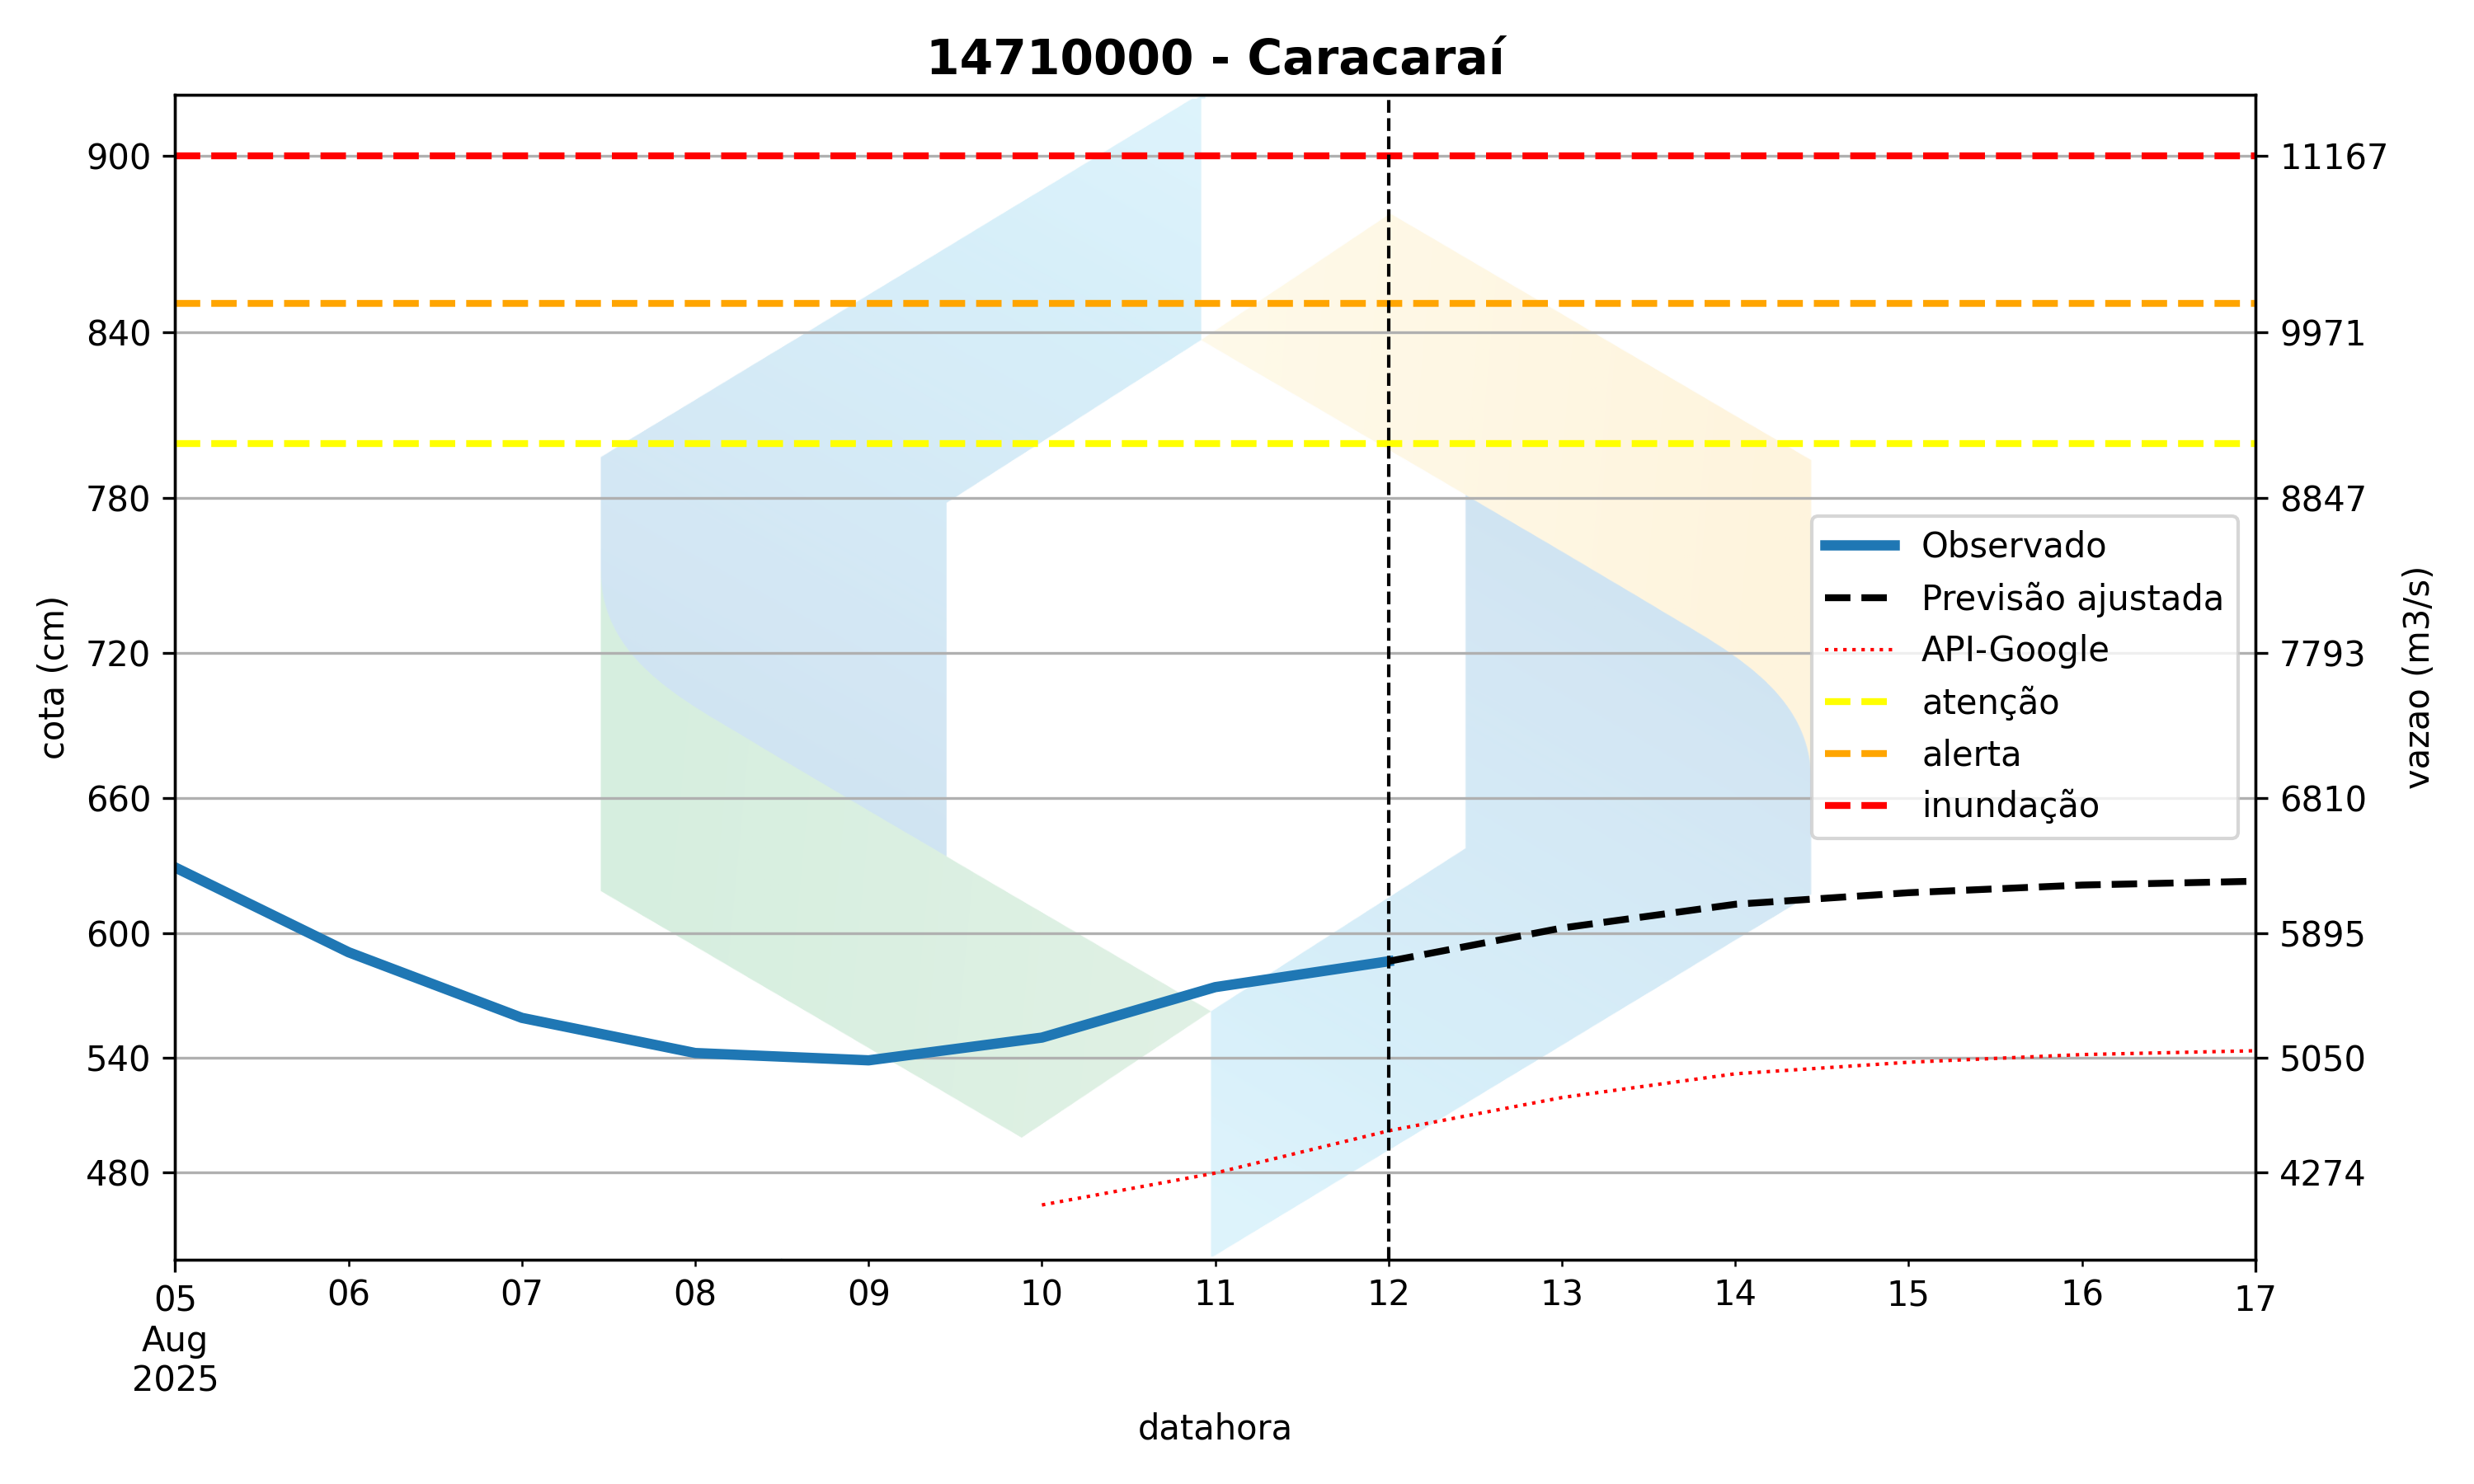 14710000 - Caracaraí
cota (cm)
900
840
780
720
660
600
540
480
11167
9971
8847
7793
6810
5895
5050
4274
vazao (m3/s)
Observado
Previsão ajustada
API-Google
atenção
alerta
inundação
05 06 07 08 09 10 11 12 13 14 15 16 17
Aug
2025
datahora